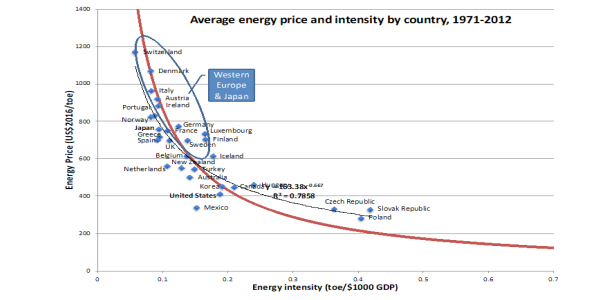 Average energy price and intensity by country, 1971-2012
1400
1200
1000
800
600
400
200
0
Energy Price (US$2016/toe)
Switzerland
Denmark
Italy
Austria
Ireland
Portugal
Norway
Japan
Germany
France
Luxembourg
Greece
Spain
UK
Sweden
Finland
Belgium
Iceland
New Zealand
Netherlands
Turkey
Australia
Korea
Canada
United States
Mexico
Czech Republic
Slovak Republic
Poland
Western
Europe
& Japan
R² = 0.7858
0
0.1
0.2
0.3
0.4
0.5
0.6
0.7
Energy intensity (toe/$1000 GDP)